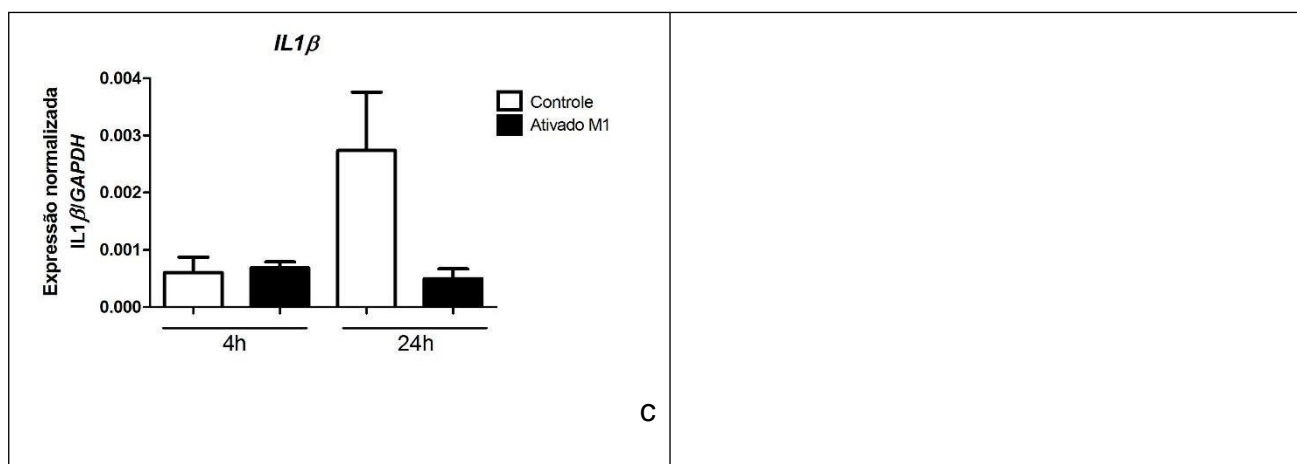 IL1β
Expressão normalizada
IL1β/GAPDH
0.004
0.003
0.002
0.001
0.000
Controle
Ativado M1
4h
24h
C